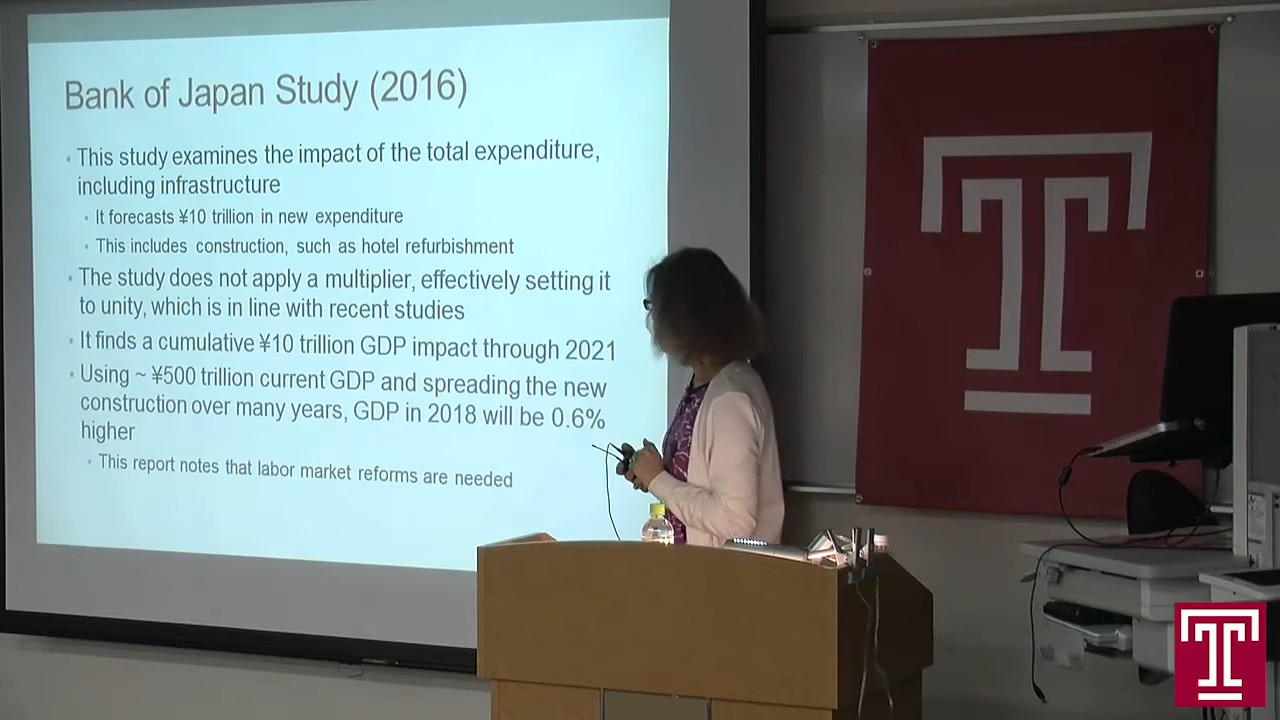 Bank of Japan Study (2016)
• This study examines the impact of the total expenditure,
including infrastructure
• It forecasts ¥10 trillion in new expenditure
• This includes construction, such as hotel refurbishment
• The study does not apply a multiplier, effectively setting it
to unity, which is in line with recent studies
• It finds a cumulative ¥10 trillion GDP impact through 2021
• Using ~ ¥500 trillion current GDP and spreading the new
construction over many years, GDP in 2018 will be 0.6%
higher
• This report notes that labor market reforms are needed
T
T